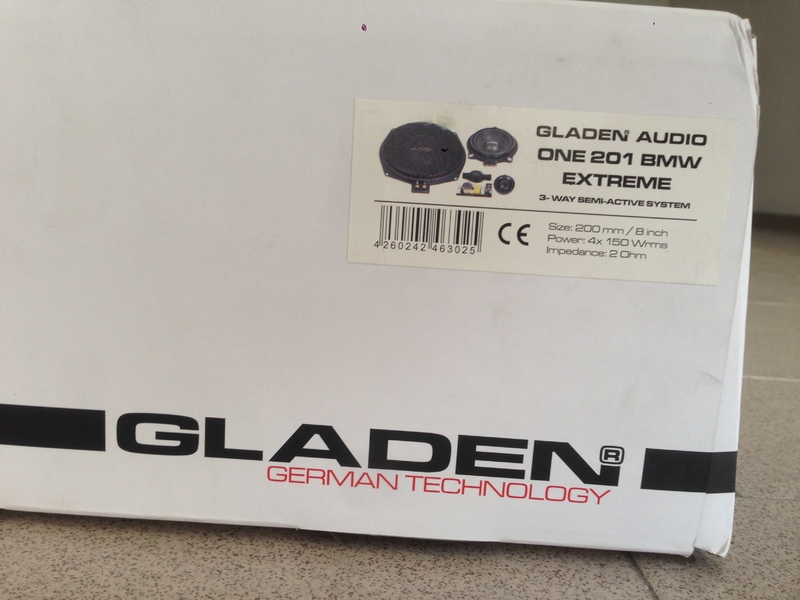 GLADEN AUDIO
ONE 201 BMW
EXTREME
3- WAY SEMI-ACTIVE SYSTEM
4 260242 463025
CE
Size: 200 mm / 8 inch
Power: 4x 150 Wrms
Impedance: 2 Ohm
GLADEN®
GERMAN TECHNOLOGY